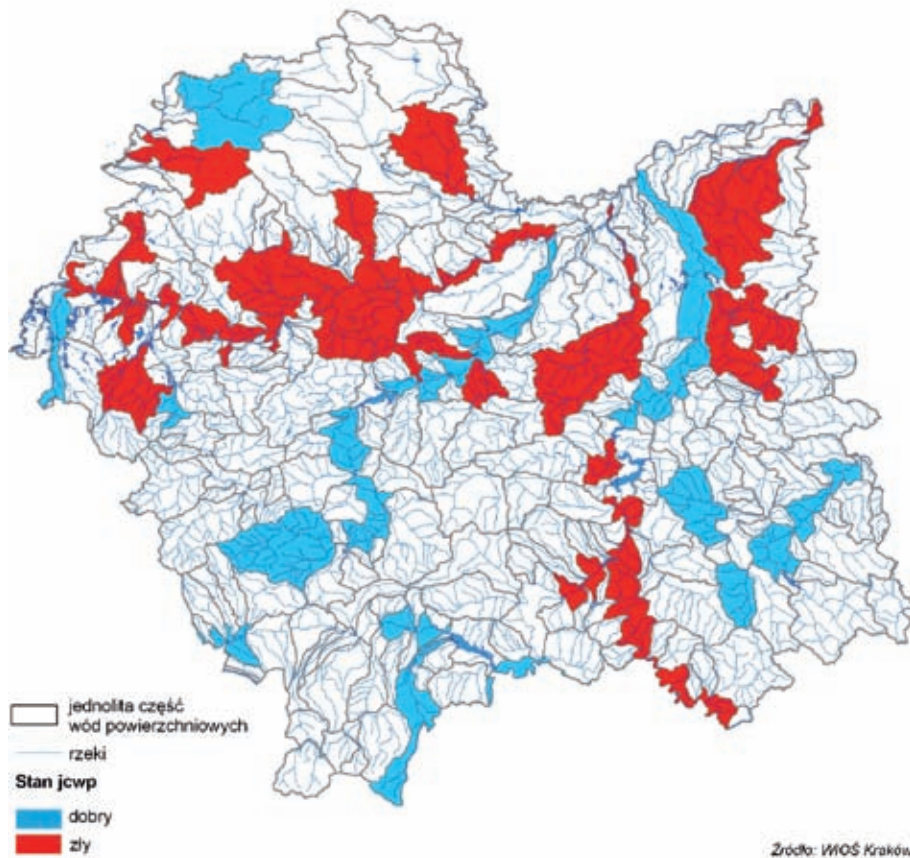 jednolita część
wód powierzchniowych
rzeki
Stan jcwp
dobry
zły
Źródło: WIOŚ Kraków